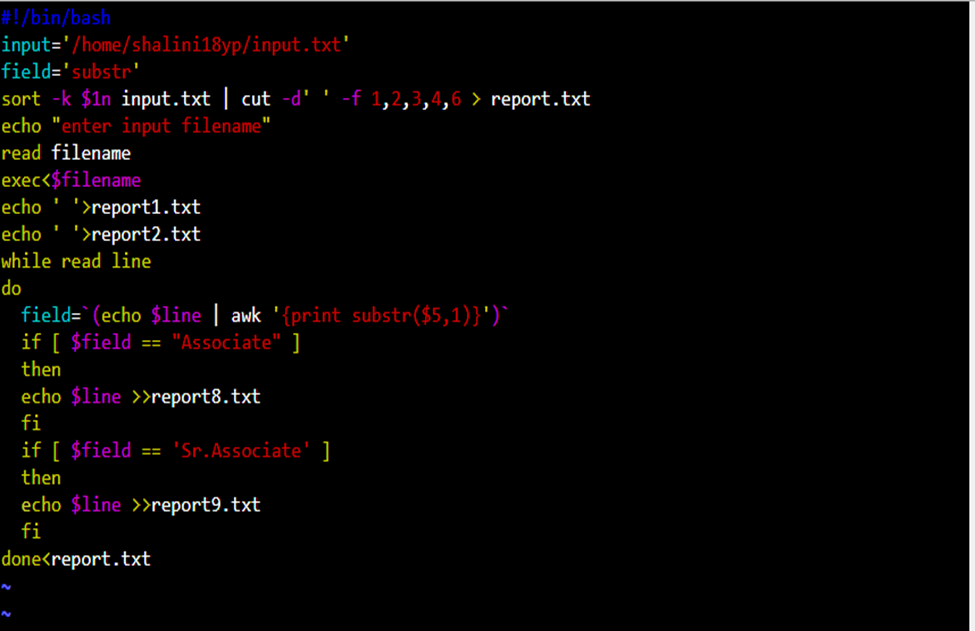 #!/bin/bash
input='/home/shalini18yp/input.txt'
field='substr'
sort -k $1n input.txt | cut -d' ' -f 1,2,3,4,6 > report.txt
echo "enter input filename"
read filename
exec<$filename
echo ' '>report1.txt
echo ' '>report2.txt
while read line
do
  field=`(echo $line | awk '{print substr($5,1)}')`
  if [ $field == "Associate" ]
  then
  echo $line >>report8.txt
  fi
  if [ $field == 'Sr.Associate' ]
  then
  echo $line >>report9.txt
  fi
done<report.txt
~
~